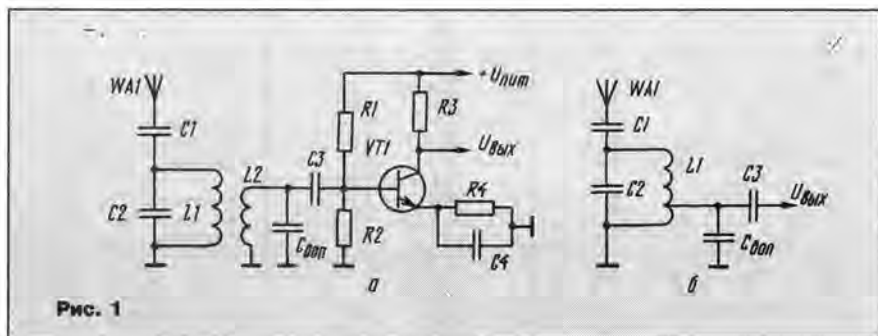 WA1
C1
C2
L1
L2
Cдоп
C3
R1
VT1
R2
R3
+ Uпит
Uвых
R4
C4
а
WA1
C1
C2
L1
C3
Uвых
Cдоп
б
Рис. 1